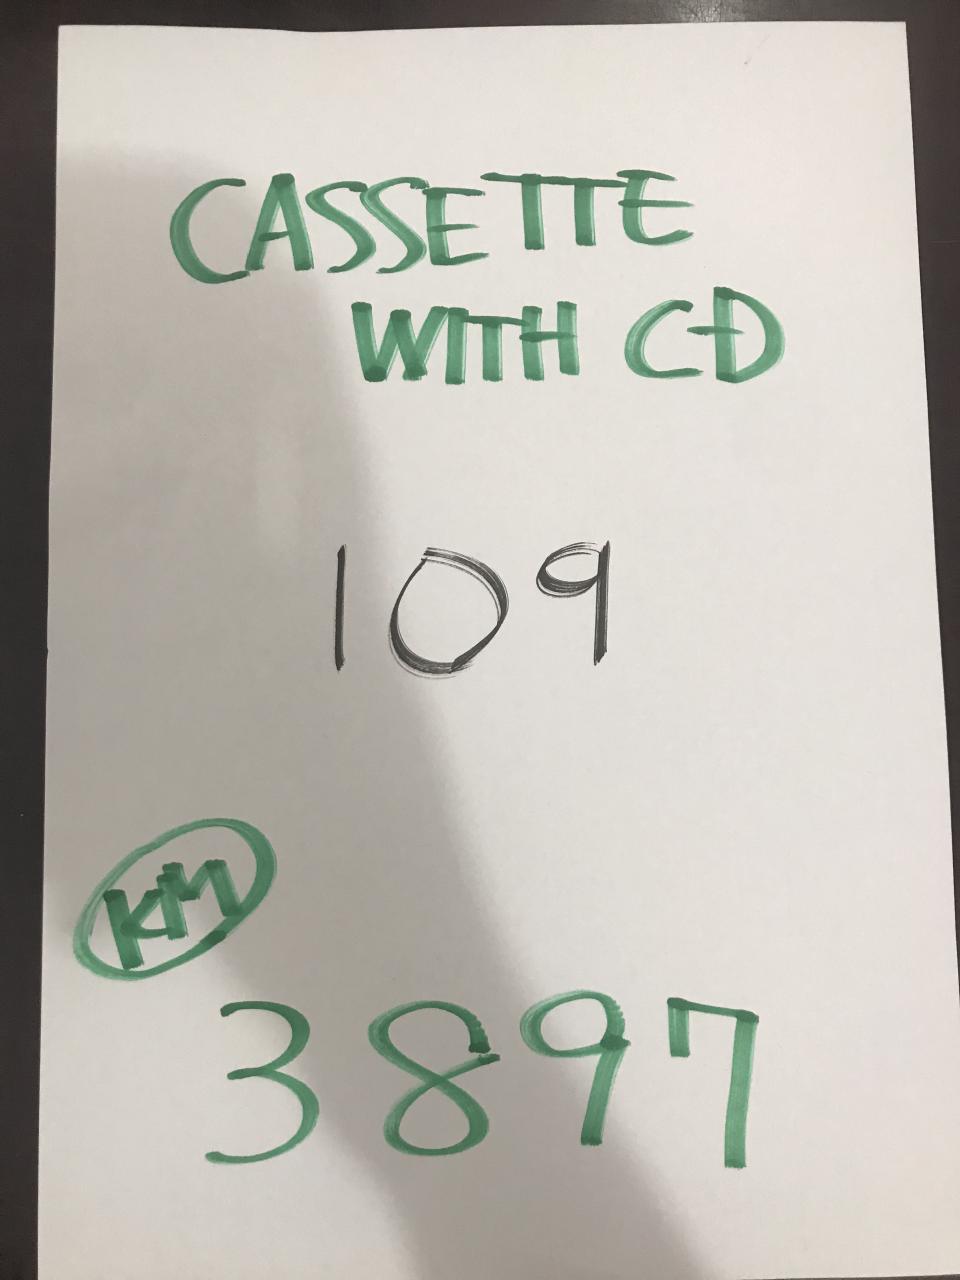 CASSETTE
WITH CD
109
KM
3897